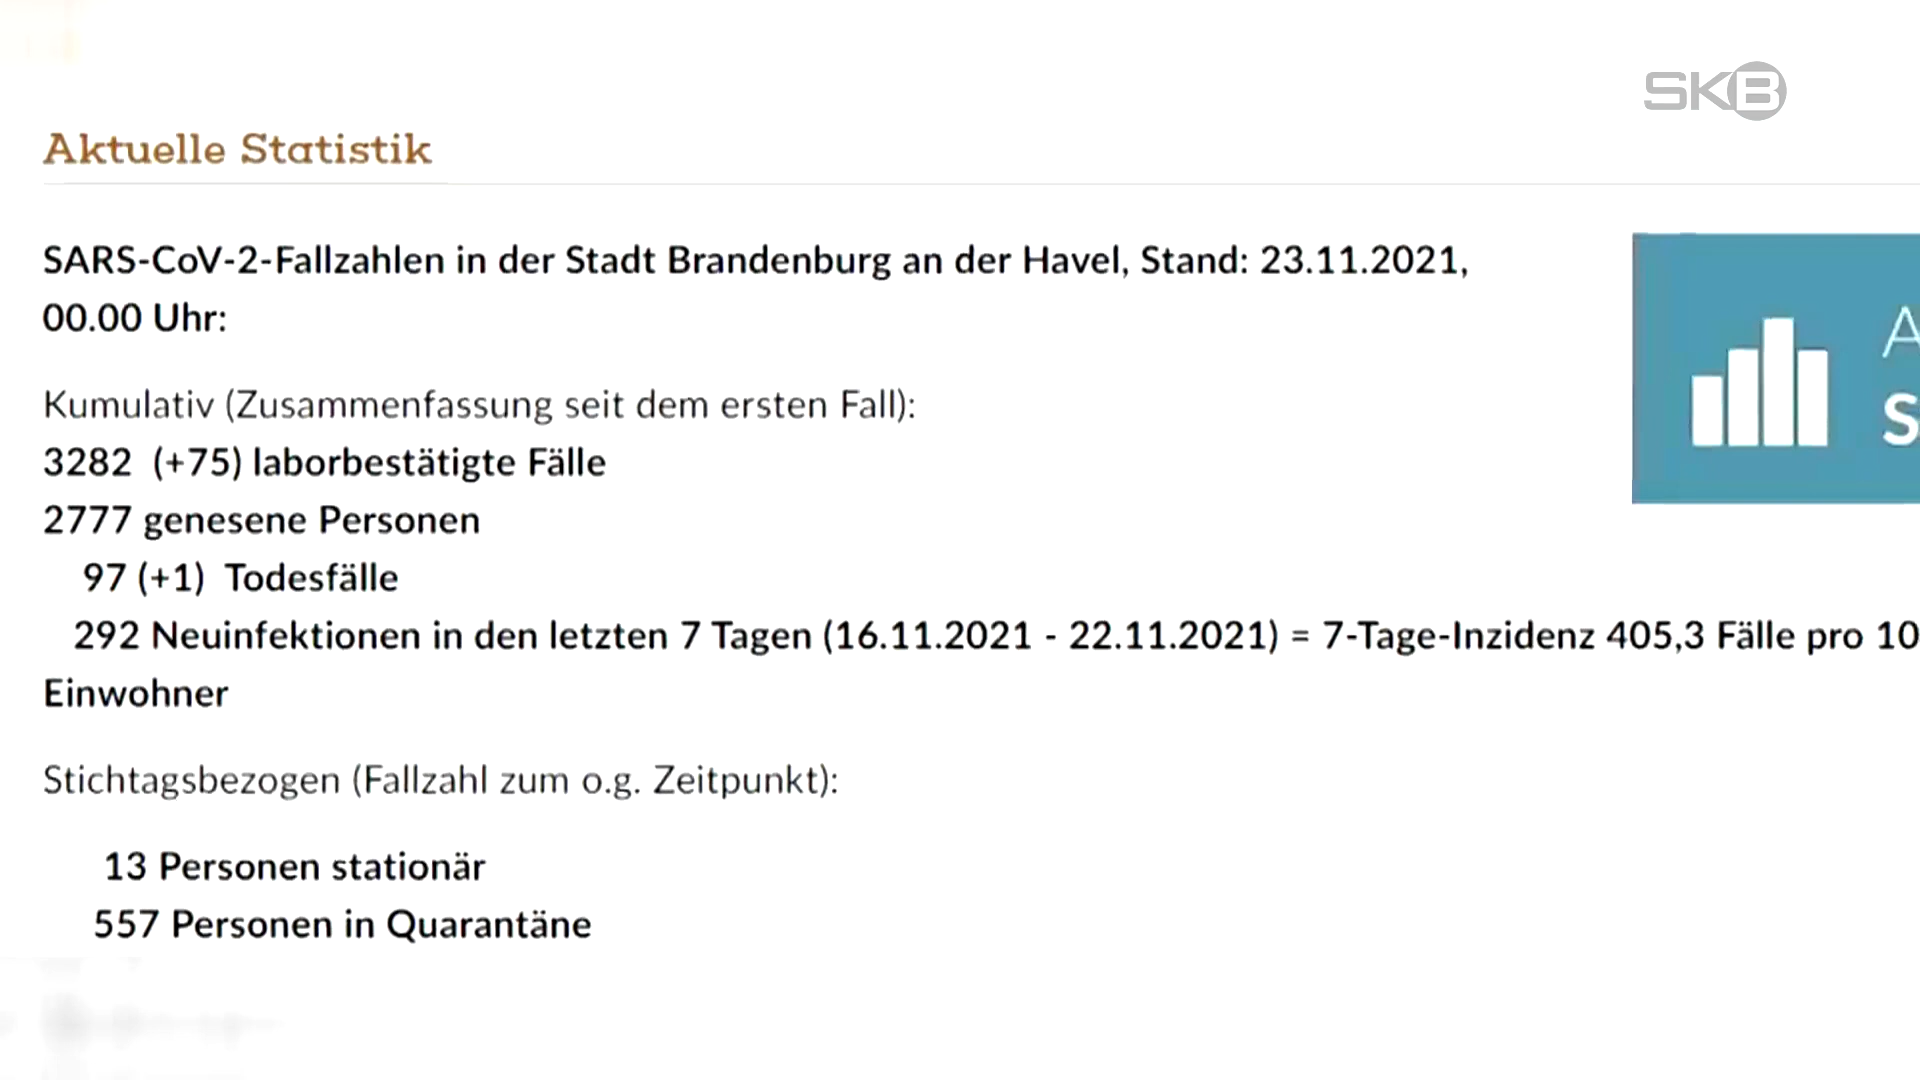 SKB
Aktuelle Statistik
SARS-CoV-2-Fallzahlen in der Stadt Brandenburg an der Havel, Stand: 23.11.2021,
00.00 Uhr:
Kumulativ (Zusammenfassung seit dem ersten Fall):
3282 (+75) laborbestätigte Fälle
2777 genesene Personen
97 (+1) Todesfälle
292 Neuinfektionen in den letzten 7 Tagen (16.11.2021 - 22.11.2021) = 7-Tage-Inzidenz 405,3 Fälle pro 10
Einwohner
Stichtagsbezogen (Fallzahl zum o.g. Zeitpunkt):
13 Personen stationär
557 Personen in Quarantäne
A
S